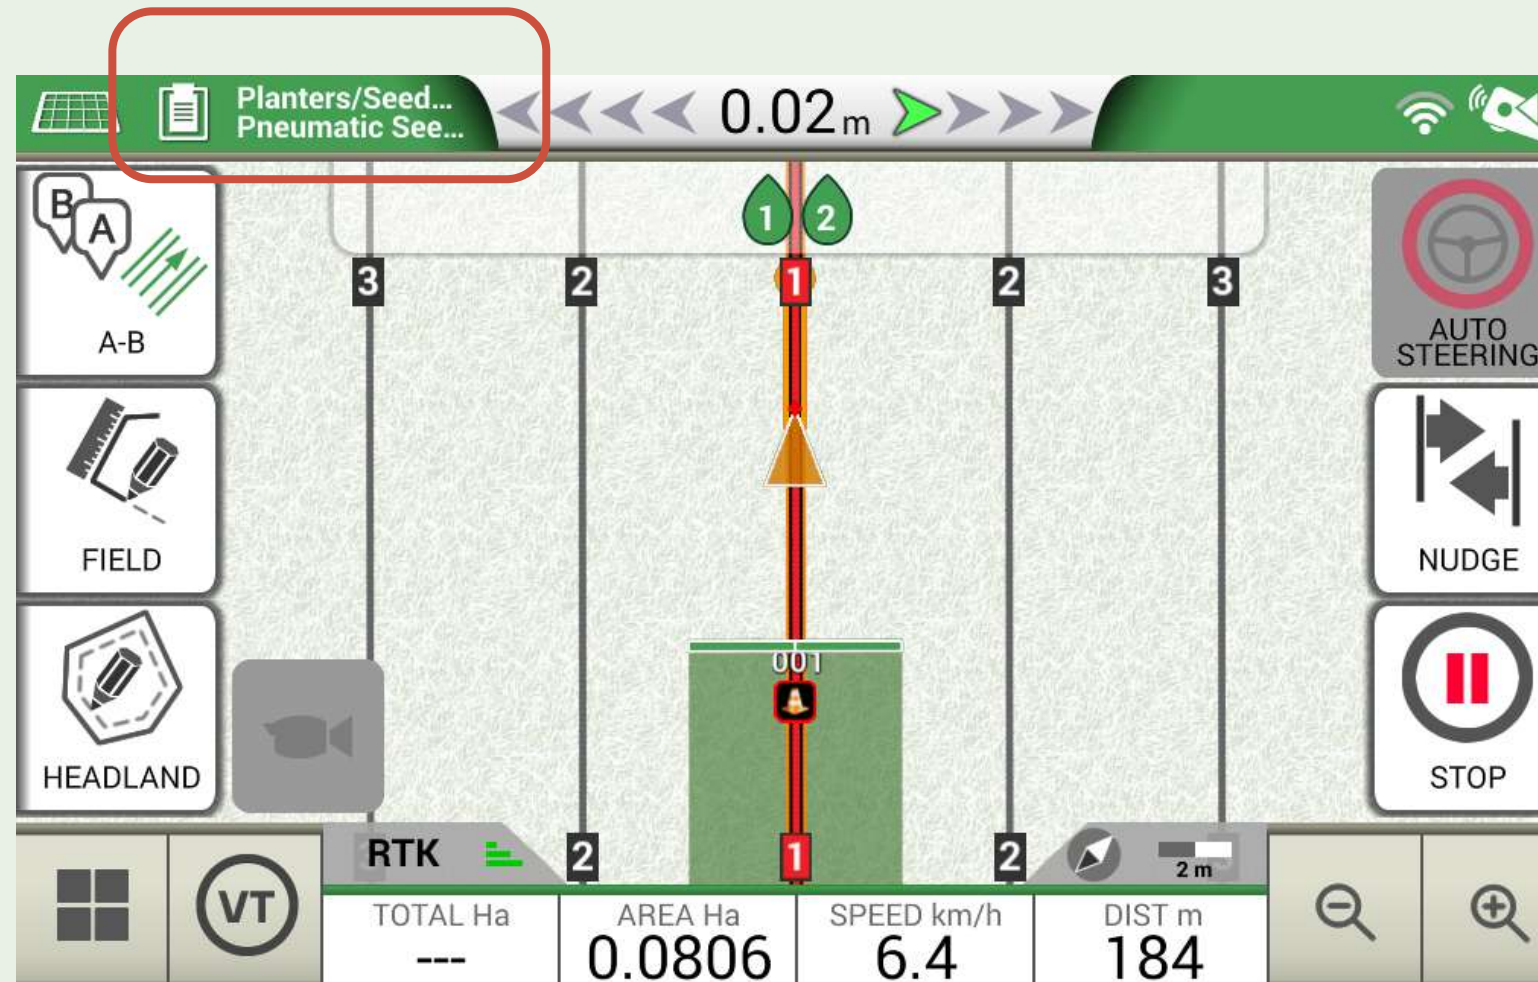 Planters/Seed...
Pneumatic See...
0.02 m
B
A
A-B
1 2
3 2 1 2 3
AUTO
STEERING
FIELD
NUDGE
001
HEADLAND
STOP
RTK
2 1 2
2 m
VT
TOTAL Ha
---
AREA Ha
0.0806
SPEED km/h
6.4
DIST m
184